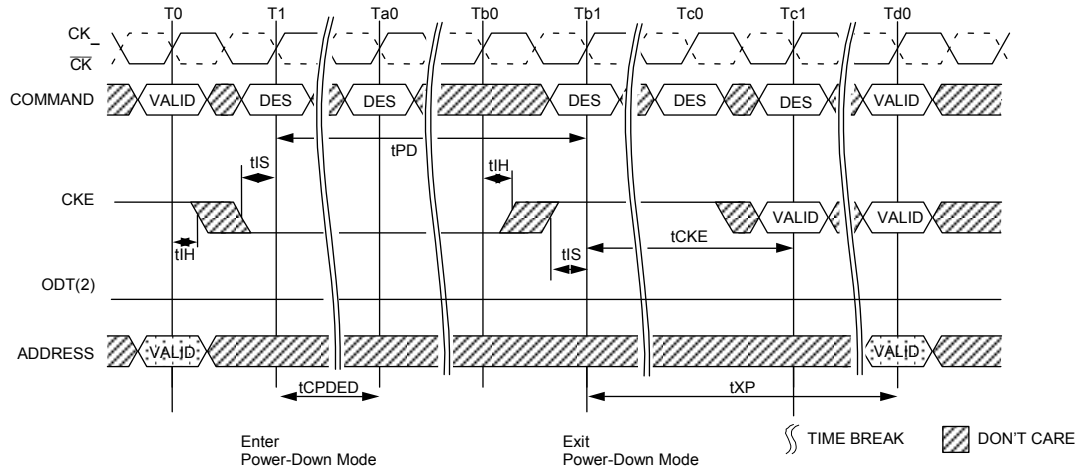 T0 T1 Ta0 Tb0 Tb1 Tc0 Tc1 Td0
CK
CK
COMMAND VALID DES DES DES DES DES VALID
tPD
tIS tIH
CKE VALID VALID
tIH tIS tCKE
ODT(2)
ADDRESS VALID VALID
tCPDED tXP
Enter
Power-Down Mode
Exit
Power-Down Mode
TIME BREAK DON'T CARE